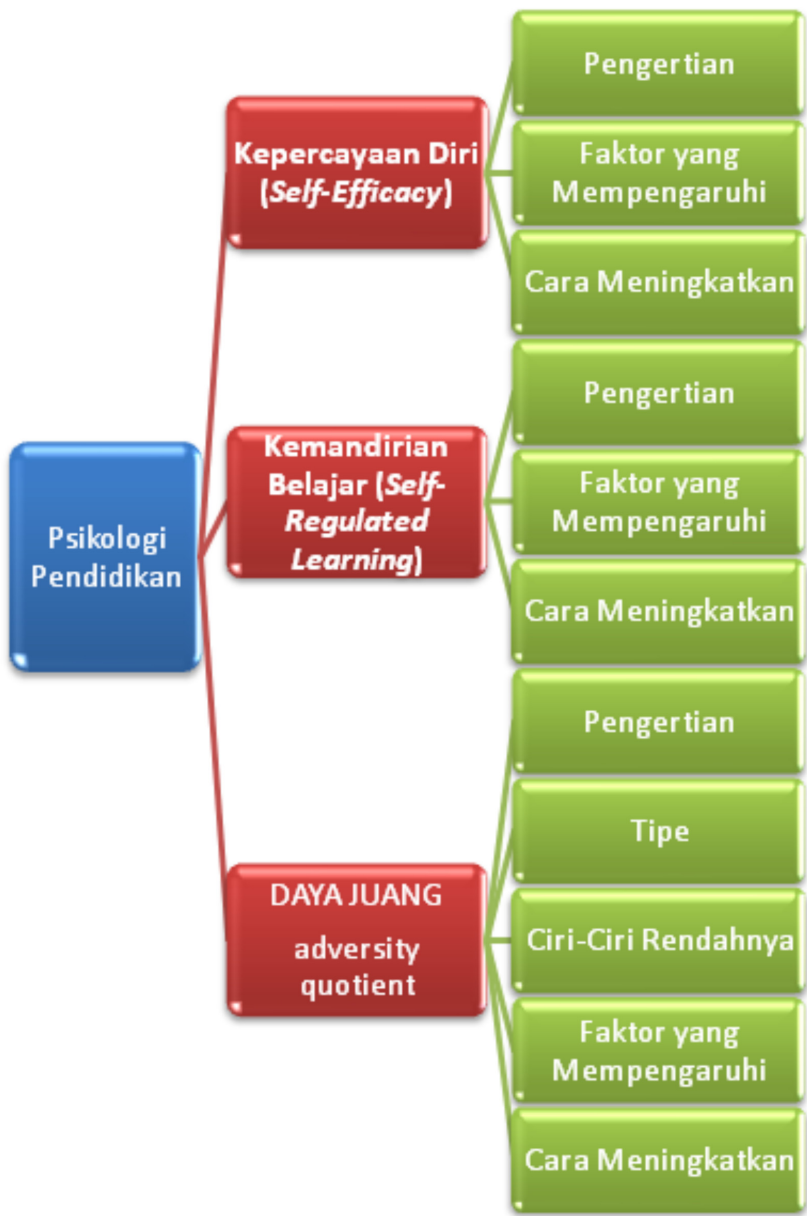 Psikologi
Pendidikan
Kepercayaan Diri
(Self-Efficacy)
Pengertian
Faktor yang
Mempengaruhi
Cara Meningkatkan
Kemandirian
Belajar (Self-
Regulated
Learning)
Pengertian
Faktor yang
Mempengaruhi
Cara Meningkatkan
DAYA JUANG
adversity
quotient
Pengertian
Tipe
Ciri-Ciri Rendahnya
Faktor yang
Mempengaruhi
Cara Meningkatkan